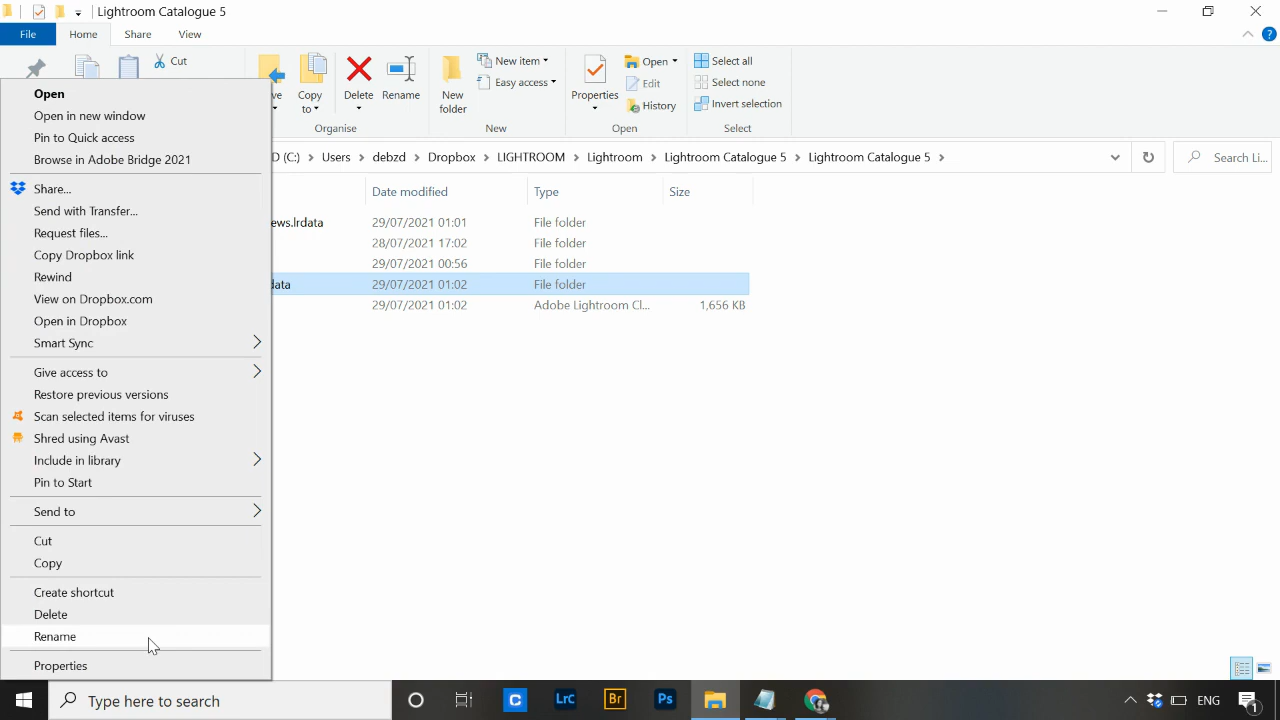 Lightroom Catalogue 5
File
Home
Share
View
Cut
Copy to
Delete
Rename
New folder
New item
Easy access
Properties
Open
Edit
History
Select all
Select none
Invert selection
Organise
New
Open
Select
(C:) > Users > debzd > Dropbox > LIGHTROOM > Lightroom > Lightroom Catalogue 5 > Lightroom Catalogue 5 >
Search Li...
Date modified Type Size
ews.lrdata 29/07/2021 01:01 File folder
28/07/2021 17:02 File folder
29/07/2021 00:56 File folder
data 29/07/2021 01:02 File folder
29/07/2021 01:02 Adobe Lightroom Cl... 1,656 KB
Open
Open in new window
Pin to Quick access
Browse in Adobe Bridge 2021
Share...
Send with Transfer...
Request files...
Copy Dropbox link
Rewind
View on Dropbox.com
Open in Dropbox
Smart Sync
Give access to
Restore previous versions
Scan selected items for viruses
Shred using Avast
Include in library
Pin to Start
Send to
Cut
Copy
Create shortcut
Delete
Rename
Properties
Type here to search
C
LrC
Br
Ps
ENG
1